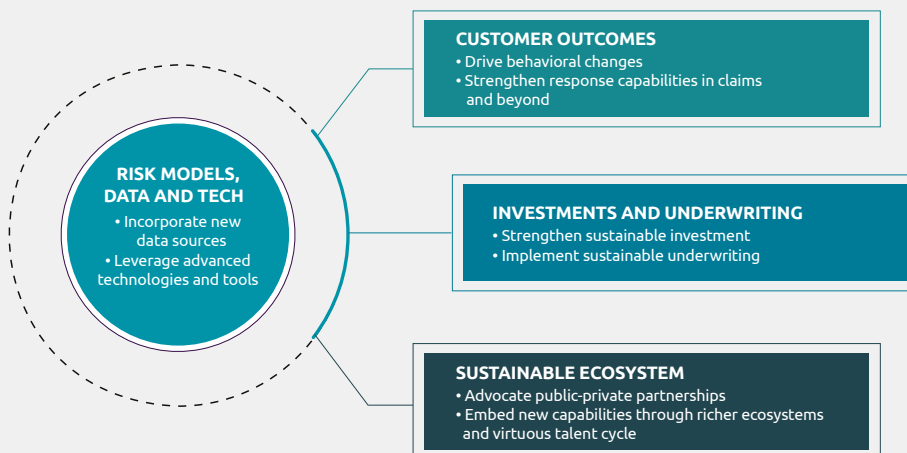 RISK MODELS,
DATA AND TECH
• Incorporate new
data sources
• Leverage advanced
technologies and tools
CUSTOMER OUTCOMES
• Drive behavioral changes
• Strengthen response capabilities in claims
and beyond
INVESTMENTS AND UNDERWRITING
• Strengthen sustainable investment
• Implement sustainable underwriting
SUSTAINABLE ECOSYSTEM
• Advocate public-private partnerships
• Embed new capabilities through richer ecosystems
and virtuous talent cycle